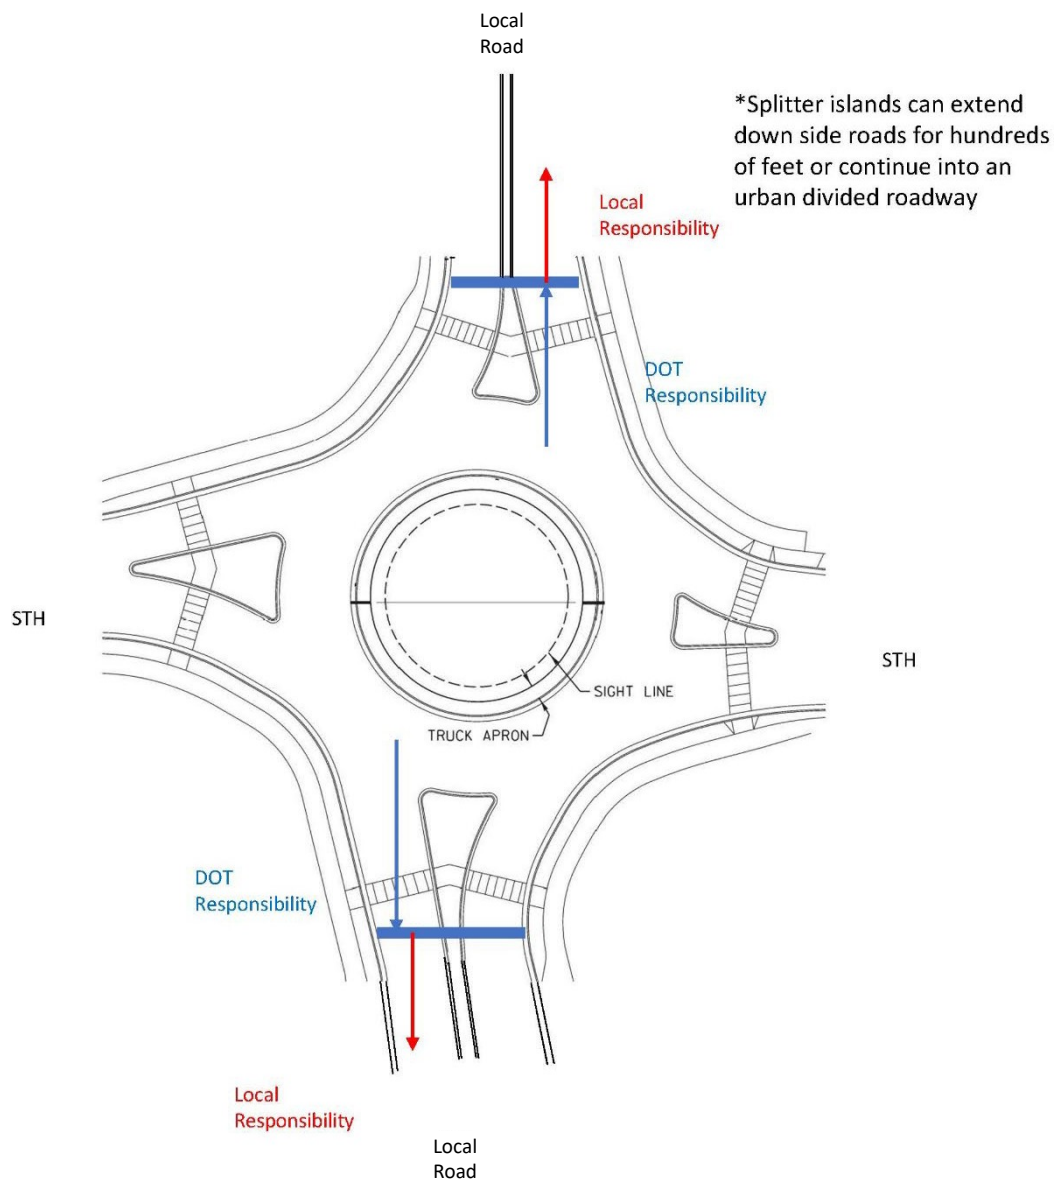 Local
Road
*Splitter islands can extend
down side roads for hundreds
of feet or continue into an
urban divided roadway
Local
Responsibility
DOT
Responsibility
STH
STH
SIGHT LINE
TRUCK APRON
DOT
Responsibility
Local
Responsibility
Local
Road